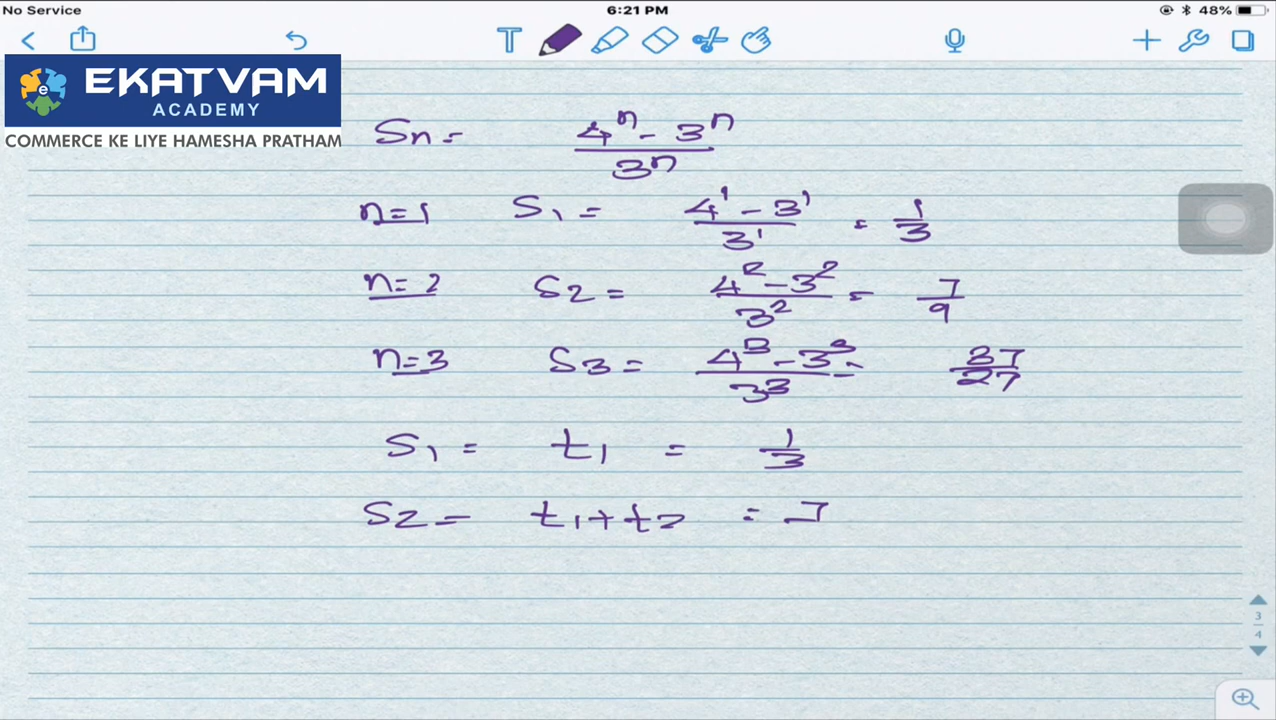 No Service 6:21 PM 48%
T
EKATVAM
ACADEMY
COMMERCE KE LIYE HAMESHA PRATHAM
Sn = (4^n - 3^n)/3^n
n=1 S1 = (4^1 - 3^1)/3^1 = 1/3
n=2 S2 = (4^2 - 3^2)/3^2 = 7/9
n=3 S3 = (4^3 - 3^3)/3^3 = 37/27
S1 = t1 = 1/3
S2 = t1+t2 = 7
3
4